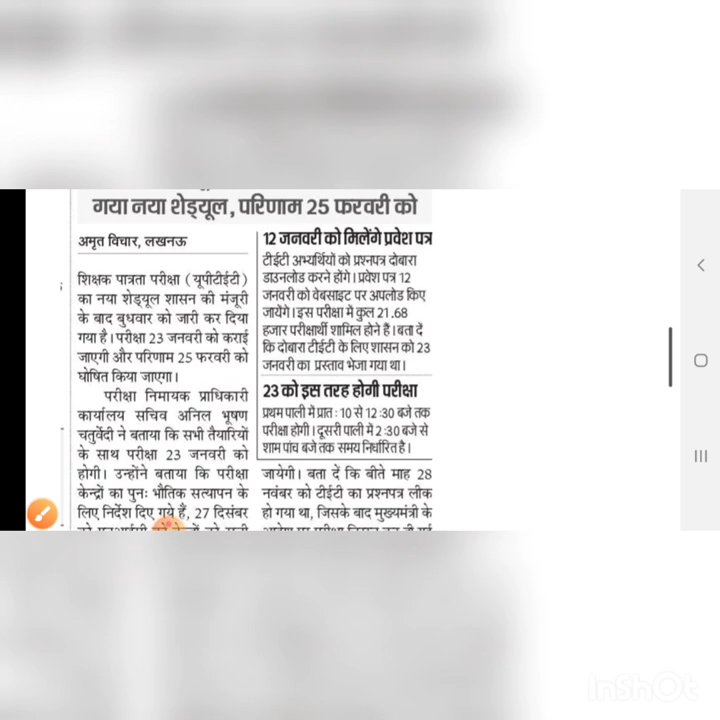 गया नया शेड्यूल, परिणाम 25 फरवरी को
अमृत विचार, लखनऊ
शिक्षक पात्रता परीक्षा (यूपीटीईटी)
का नया शेड्यूल शासन की मंजूरी
के बाद बुधवार को जारी कर दिया
गया है। परीक्षा 23 जनवरी को कराई
जाएगी और परिणाम 25 फरवरी को
घोषित किया जाएगा।
परीक्षा निमायक प्राधिकारी
कार्यालय सचिव अनिल भूषण
चतुर्वेदी ने बताया कि सभी तैयारियों
के साथ परीक्षा 23 जनवरी को
होगी। उन्होंने बताया कि परीक्षा
केन्द्रों का पुनः भौतिक सत्यापन के
लिए निर्देश दिए गये हैं, 27 दिसंबर
12 जनवरी को मिलेंगे प्रवेश पत्र
टीईटी अभ्यर्थियों को प्रश्नपत्र दोबारा
डाउनलोड करने होंगे। प्रवेश पत्र 12
जनवरी को वेबसाइट पर अपलोड किए
जायेंगे। इस परीक्षा में कुल 21.68
हजार परीक्षार्थी शामिल होने हैं। बता दें
कि दोबारा टीईटी के लिए शासन को 23
जनवरी का प्रस्ताव भेजा गया था।
23 को इस तरह होगी परीक्षा
प्रथम पाली में प्रात : 10 से 12 :30 बजे तक
परीक्षा होगी। दूसरी पाली में 2 :30 बजे से
शाम पांच बजे तक समय निर्धारित है।
जायेगी। बता दें कि बीते माह 28
नवंबर को टीईटी का प्रश्नपत्र लीक
हो गया था, जिसके बाद मुख्यमंत्री के
InShOt